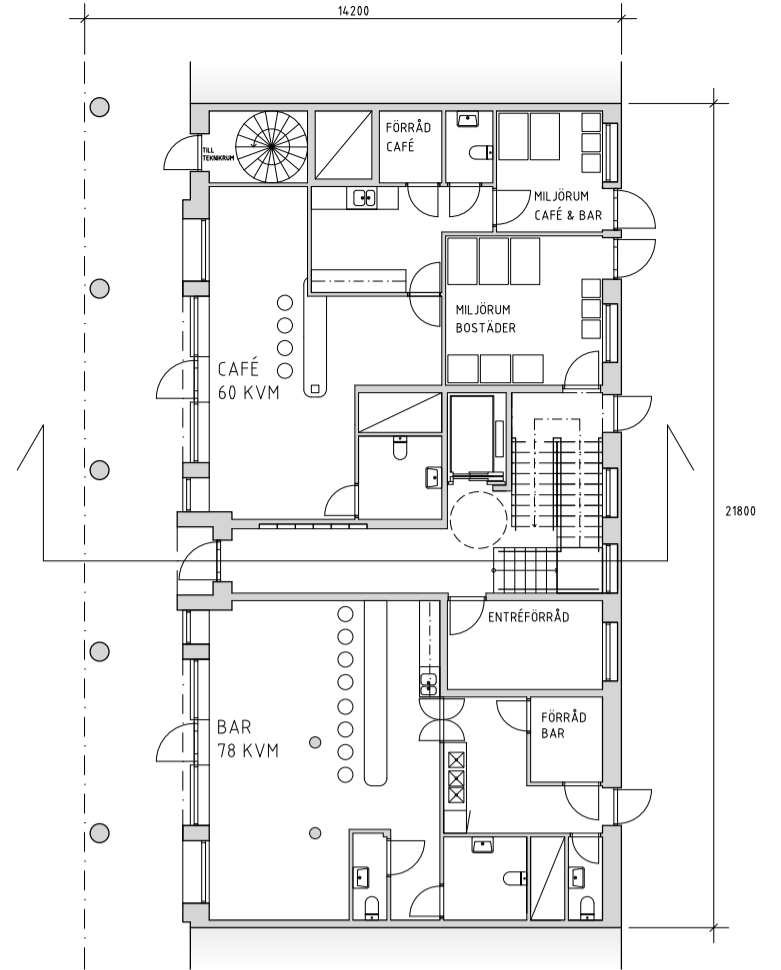 14200
TILL
TEKNIKRUM
FÖRRÅD
CAFÉ
MILJÖRUM
CAFÉ & BAR
MILJÖRUM
BOSTÄDER
CAFÉ
60 KVM
21800
ENTRÉFÖRRÅD
BAR
78 KVM
FÖRRÅD
BAR